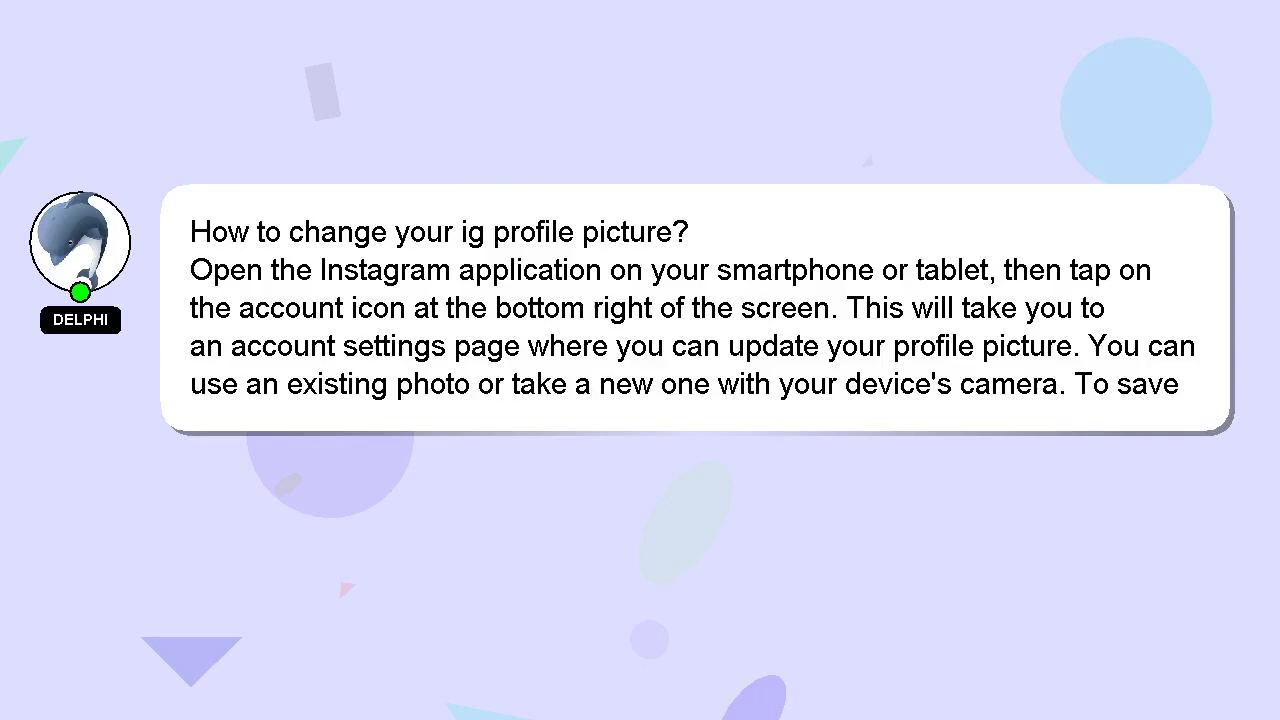 How to change your ig profile picture?
Open the Instagram application on your smartphone or tablet, then tap on
the account icon at the bottom right of the screen. This will take you to
an account settings page where you can update your profile picture. You can
use an existing photo or take a new one with your device's camera. To save
DELPHI